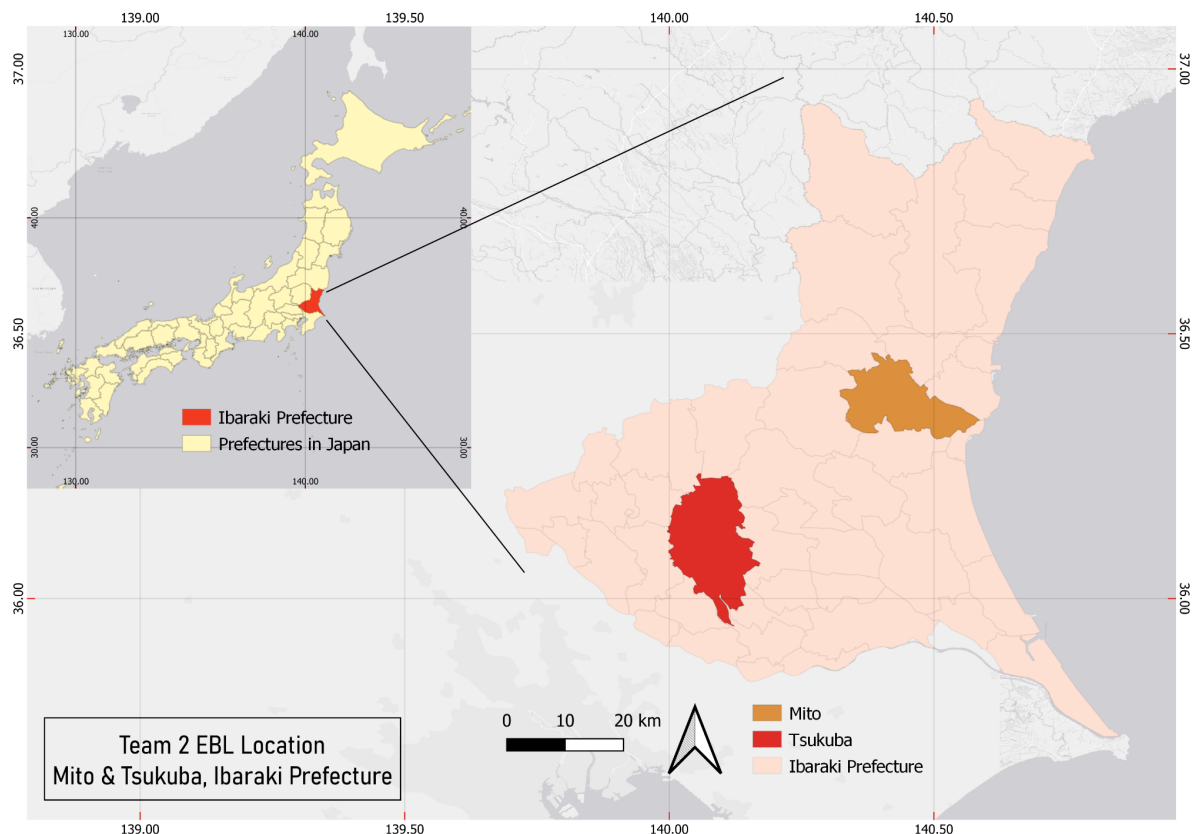 139.00
139.50
140.00
140.50
130.00
140.00
37.00
37.00
40.00
40.00
36.50
36.50
Ibaraki Prefecture
Prefectures in Japan
30.00
30.00
130.00
140.00
36.00
36.00
0 10 20 km
Mito
Tsukuba
Ibaraki Prefecture
Team 2 EBL Location
Mito & Tsukuba, Ibaraki Prefecture
139.00
139.50
140.00
140.50